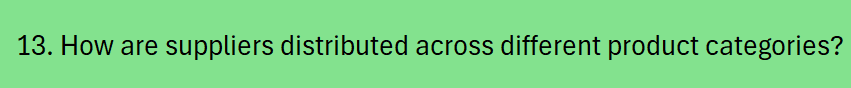 13. How are suppliers distributed across different product categories?